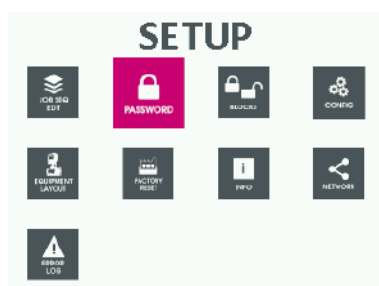 SETUP
JOB SEQ
EDIT
PASSWORD
BLOCKS
CONFIG
EQUIPMENT
LAYOUT
FACTORY
RESET
i
INFO
NETWORK
ERROR
LOG